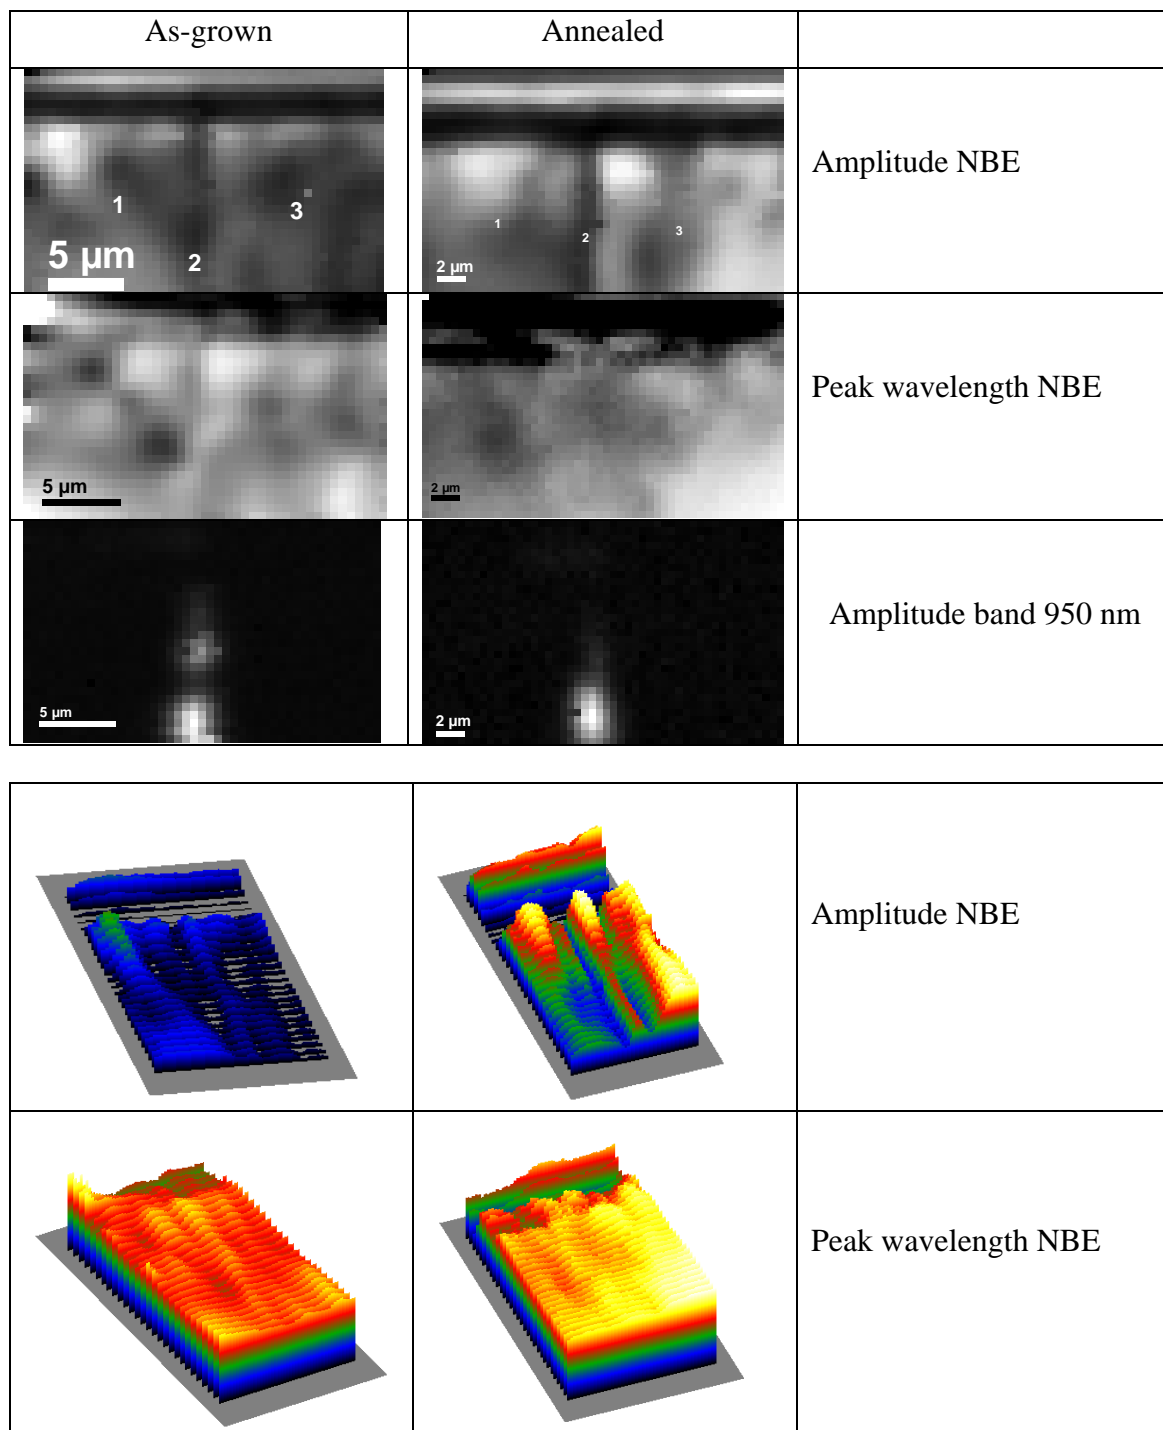 As-grown
Annealed
Amplitude NBE
1
2
3
5 µm
1
2
3
2 µm
Peak wavelength NBE
5 µm
2 µm
Amplitude band 950 nm
5 µm
2 µm
Amplitude NBE
Peak wavelength NBE